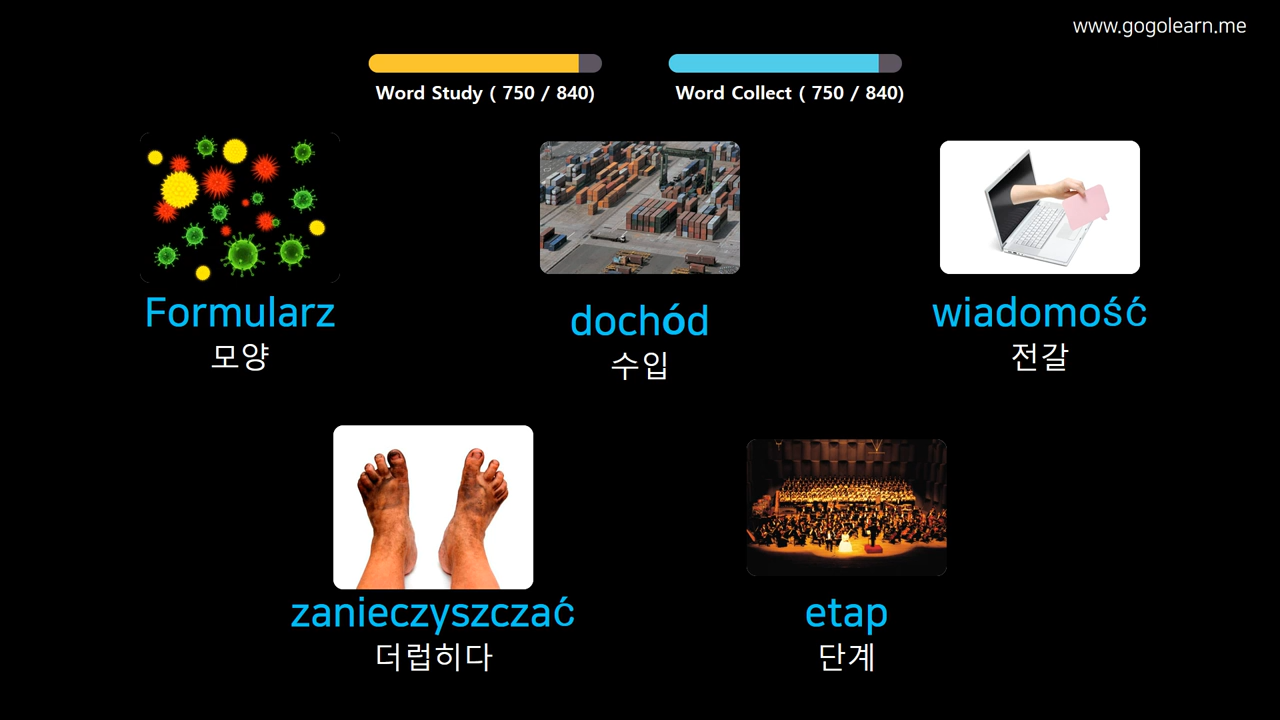 www.gogolearn.me
Word Study ( 750 / 840)
Word Collect ( 750 / 840)
Formularz
모양
dochód
수입
wiadomość
전갈
zanieczyszczać
더럽히다
etap
단계